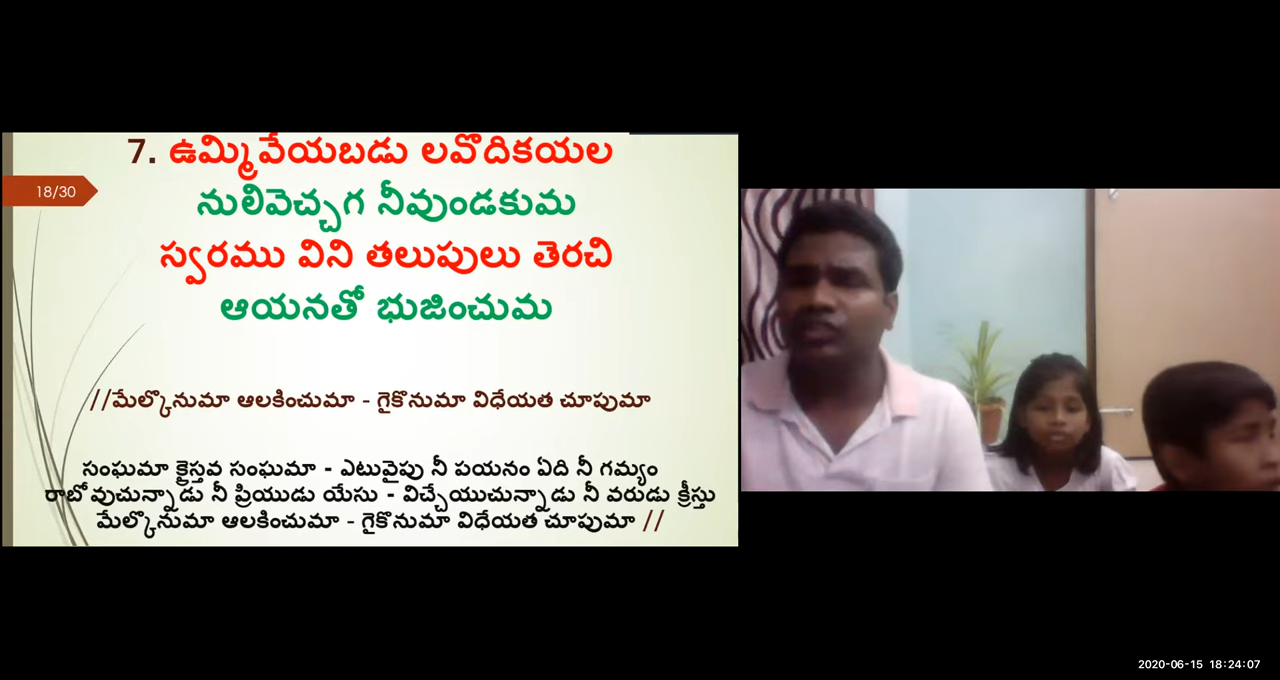 7. ఉమ్మివేయబడు లవొదికయల
18/30
నులివెచ్చగ నీవుండకుమ
స్వరము విని తలుపులు తెరచి
ఆయనతో భుజించుమ
//మేల్కొనుమా ఆలకించుమా - గైకొనుమా విధేయత చూపుమా
సంఘమా క్రైస్తవ సంఘమా - ఎటువైపు నీ పయనం ఏది నీ గమ్యం
రాబోవుచున్నాడు నీ ప్రియుడు యేసు - విచ్చేయుచున్నాడు నీ వరుడు క్రీస్తు
మేల్కొనుమా ఆలకించుమా - గైకొనుమా విధేయత చూపుమా //
2020-06-15 18:24:07